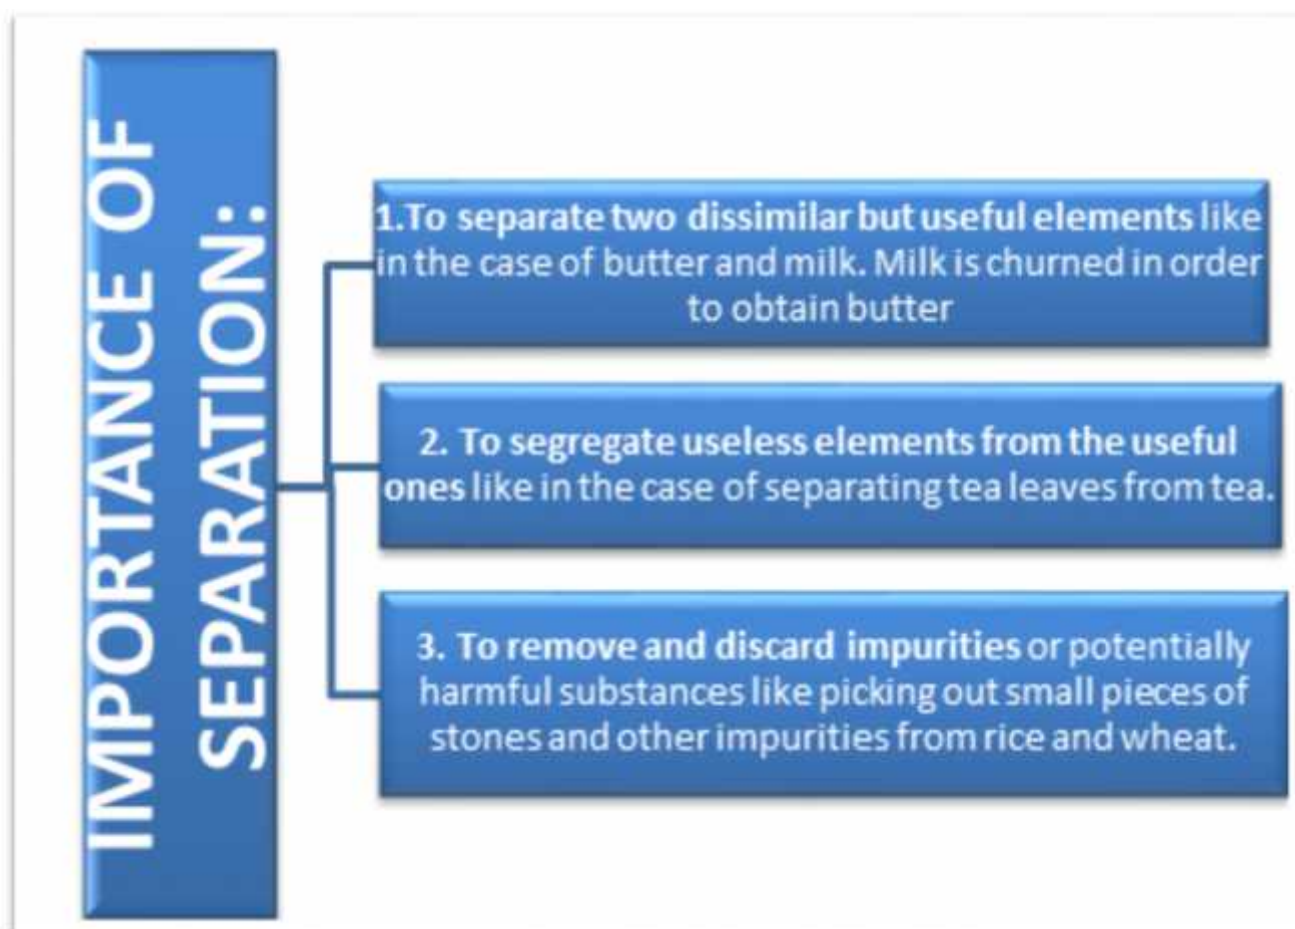 IMPORTANCE OF
SEPARATION:
1.To separate two dissimilar but useful elements like
in the case of butter and milk. Milk is churned in order
to obtain butter
2. To segregate useless elements from the useful
ones like in the case of separating tea leaves from tea.
3. To remove and discard impurities or potentially
harmful substances like picking out small pieces of
stones and other impurities from rice and wheat.